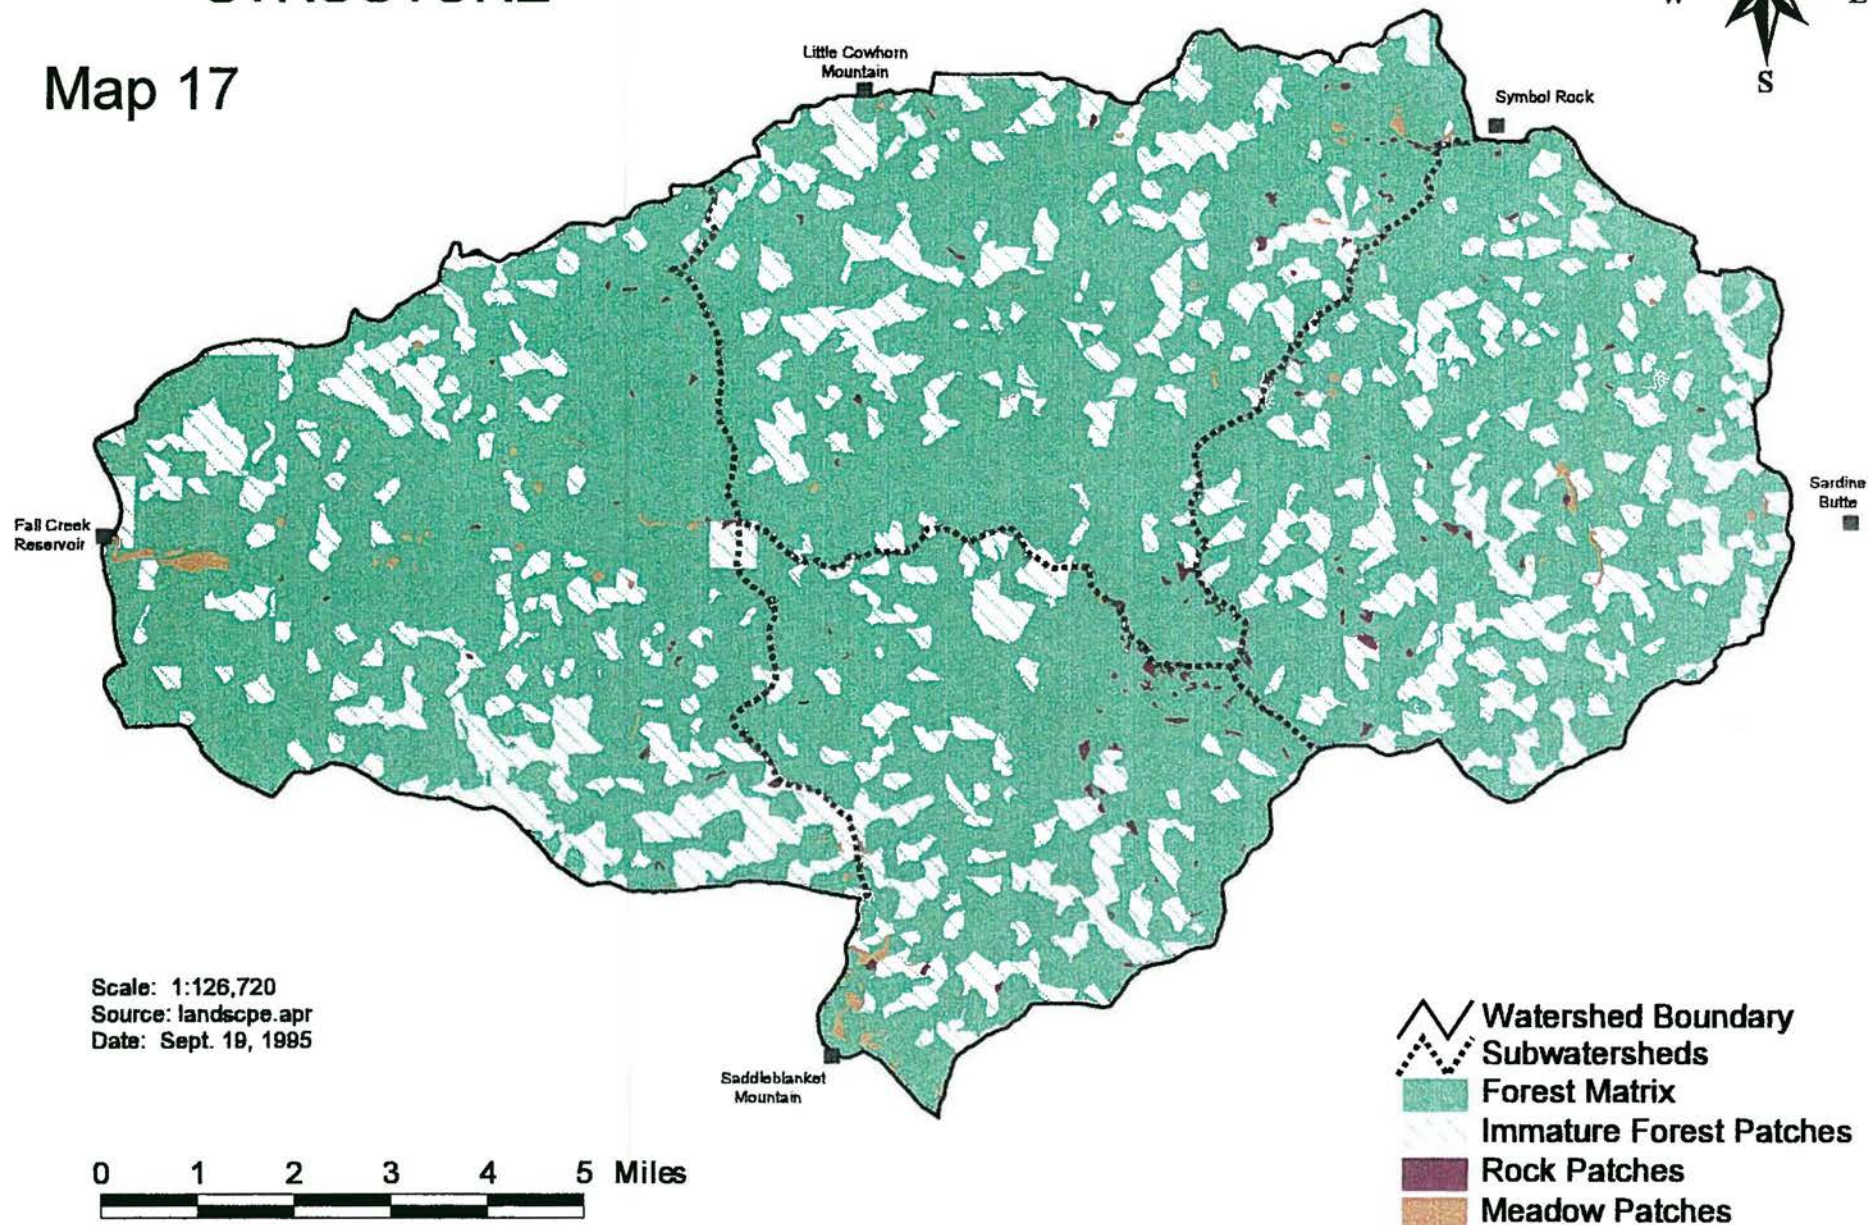 Map 17
Little Cowhorn
Mountain
W
E
S
Symbol Rock
Sardine
Butte
Fall Creek
Reservoir
Scale: 1:126,720
Source: landscpe.apr
Date: Sept. 19, 1995
Saddleblanket
Mountain
Watershed Boundary
Subwatersheds
Forest Matrix
Immature Forest Patches
Rock Patches
Meadow Patches
0 1 2 3 4 5 Miles